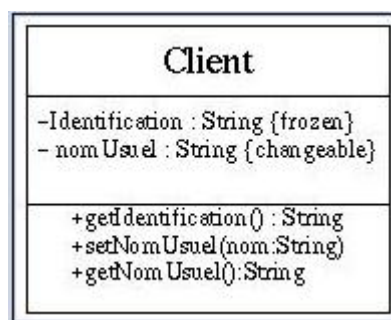 Client
-Identification : String {frozen}
- nomUsuel : String {changeable}
+getIdentification() : String
+setNomUsuel(nom:String)
+getNomUsuel():String